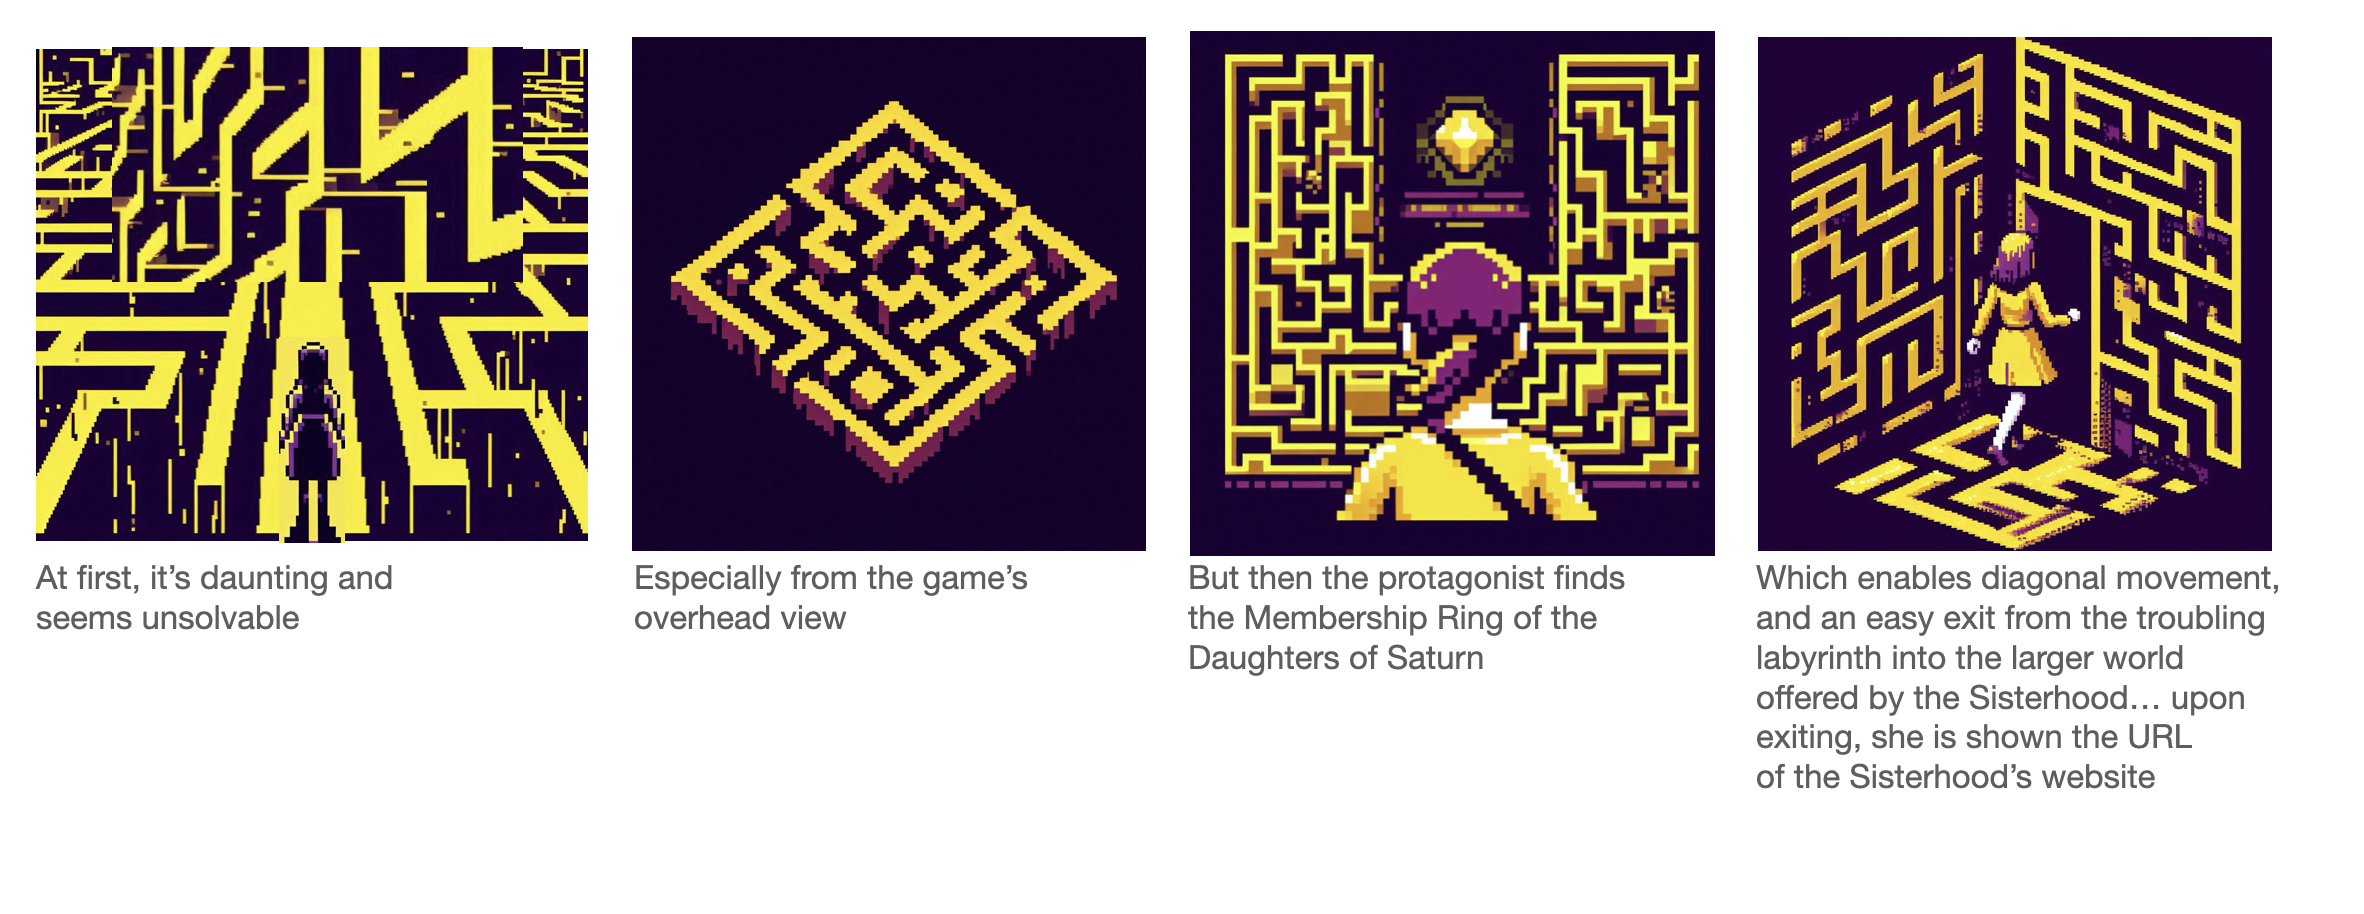 At first, it’s daunting and
seems unsolvable
Especially from the game’s
overhead view
But then the protagonist finds
the Membership Ring of the
Daughters of Saturn
Which enables diagonal movement,
and an easy exit from the troubling
labyrinth into the larger world
offered by the Sisterhood… upon
exiting, she is shown the URL
of the Sisterhood’s website